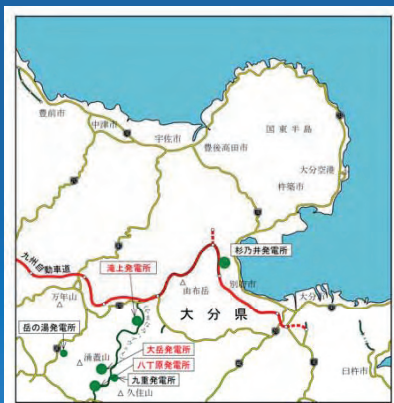 豊前市
中津市
宇佐市
豊後高田市
国東半島
大分空港
杵築市
杉乃井発電所
九州自動車道
滝上発電所
由布岳
別府市
万年山
大分県
大分市
岳の湯発電所
涌蓋山
大岳発電所
八丁原発電所
九重発電所
久住山
臼杵市